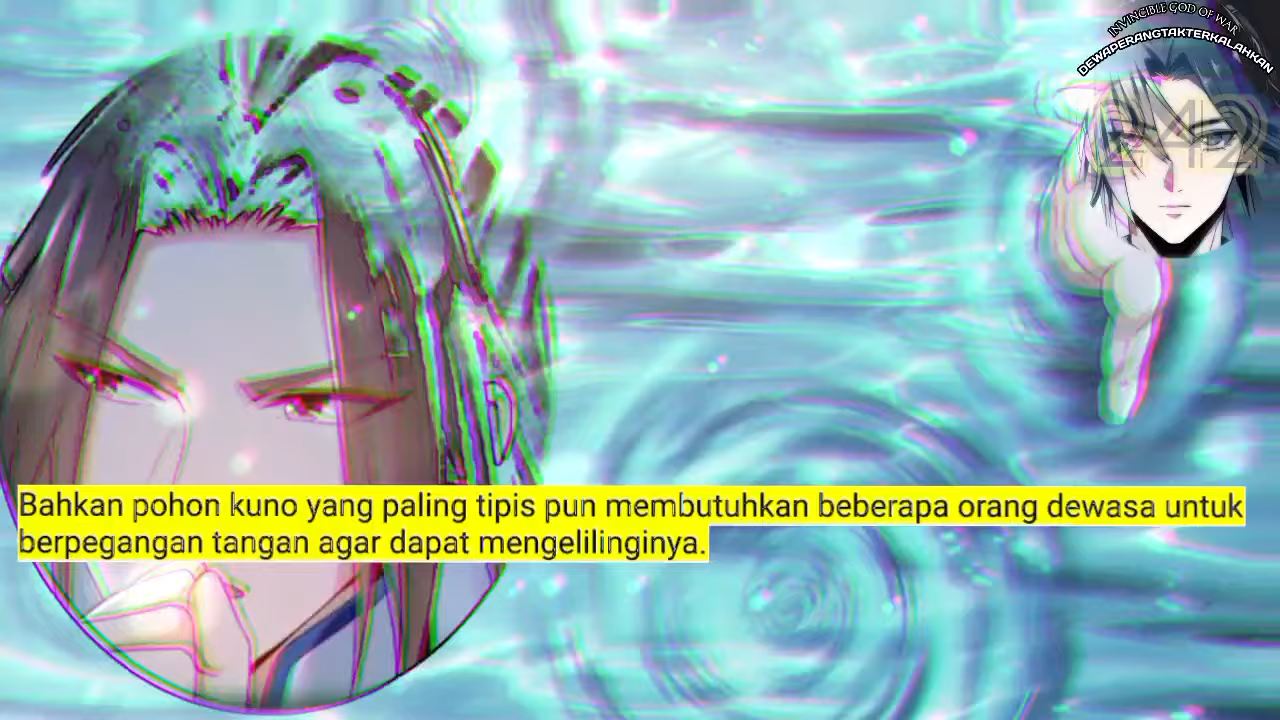 INVINCIBLE GOD OF WAR
DEWAPERANGTAKTERKALAHKAN
242
Bahkan pohon kuno yang paling tipis pun membutuhkan beberapa orang dewasa untuk
berpegangan tangan agar dapat mengelilinginya.